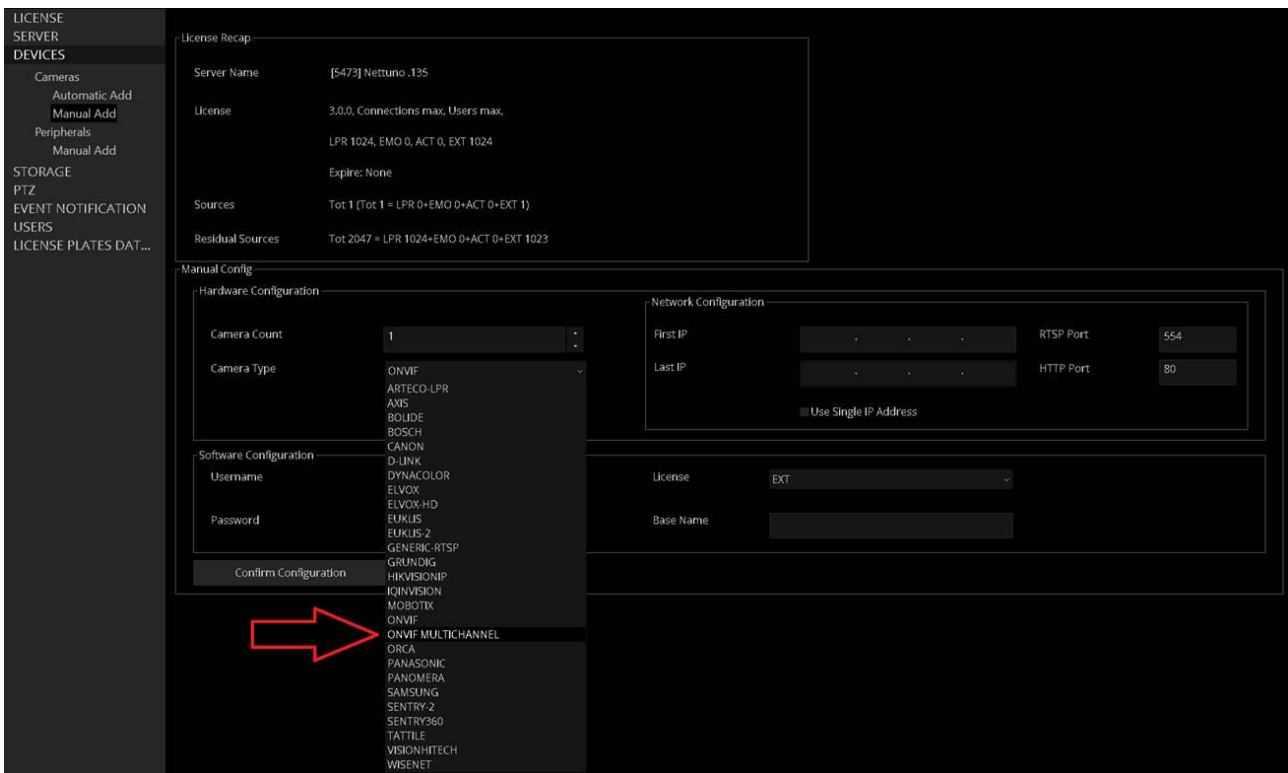 LICENSE
SERVER
DEVICES
Cameras
Automatic Add
Manual Add
Peripherals
Manual Add
STORAGE
PTZ
EVENT NOTIFICATION
USERS
LICENSE PLATES DAT...
License Recap
Server Name [5473] Nettuno .135
License 3.0.0, Connections max, Users max,
LPR 1024, EMO 0, ACT 0, EXT 1024
Expire: None
Sources Tot 1 (Tot 1 = LPR 0+EMO 0+ACT 0+EXT 1)
Residual Sources Tot 2047 = LPR 1024+EMO 0+ACT 0+EXT 1023
Manual Config
Hardware Configuration
Camera Count 1
Camera Type ONVIF
ARTECO-LPR
AXIS
BOLIDE
BOSCH
CANON
D-LINK
DYNACOLOR
ELVOX
ELVOX-HD
EUKLIS
EUKLIS-2
GENERIC-RTSP
GRUNDIG
HIKVISIONIP
IQINVISION
MOBOTIX
ONVIF
ONVIF MULTICHANNEL
ORCA
PANASONIC
PANOMERA
SAMSUNG
SENTRY-2
SENTRY360
TATTILE
VISIONHITECH
WISENET
Network Configuration
First IP . . . RTSP Port 554
Last IP . . . HTTP Port 80
Use Single IP Address
Software Configuration
Username
Password
License EXT
Base Name
Confirm Configuration